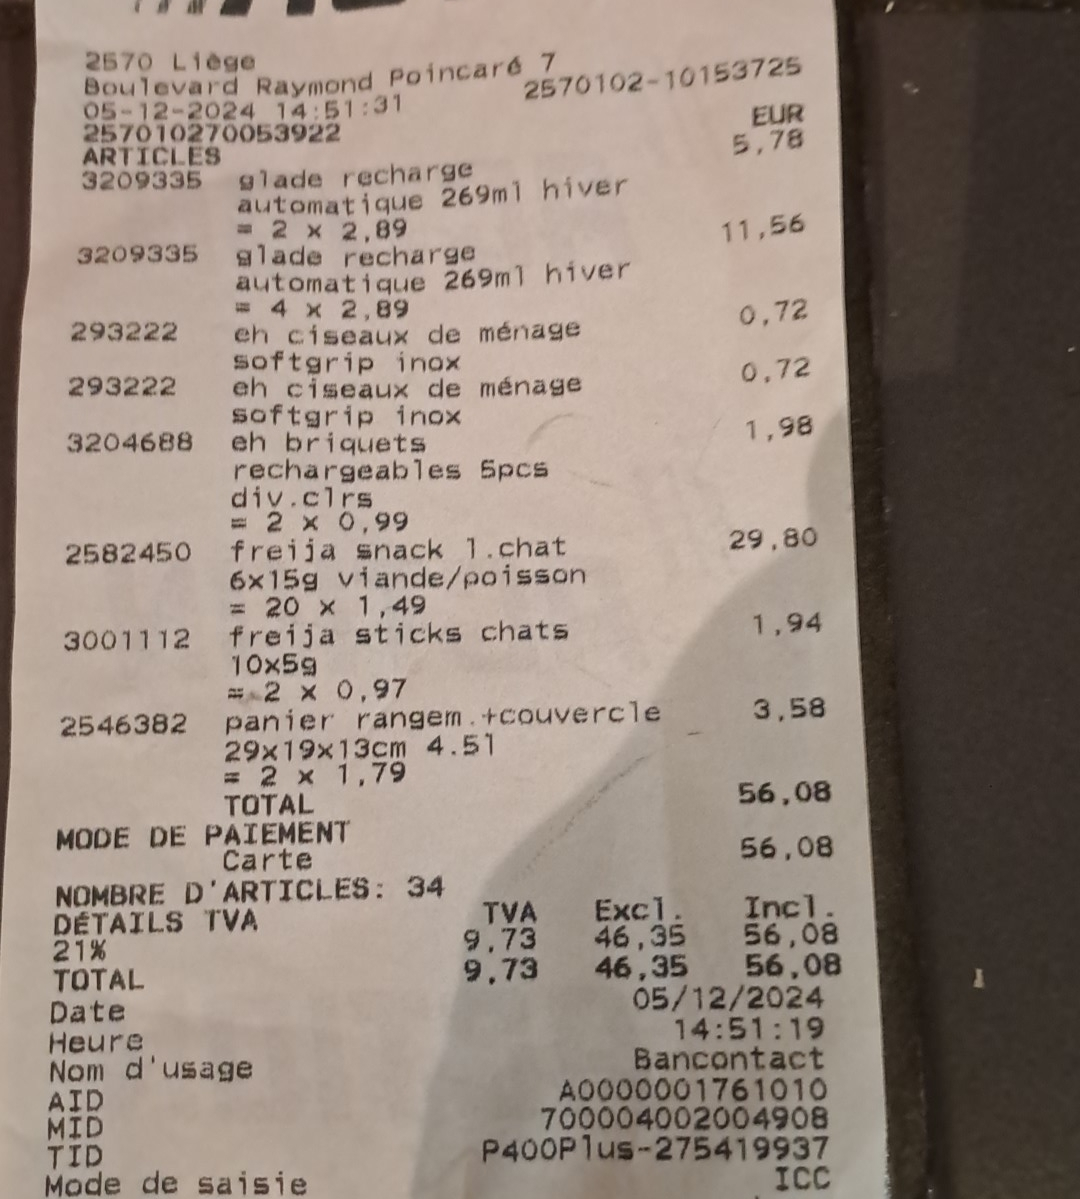 2570 Liège
Boulevard Raymond Poincaré 7
05-12-2024 14:51:31 2570102-10153725
257010270053922 EUR
ARTICLES
3209335 glade recharge 5,78
automatique 269ml hiver
= 2 x 2,89
3209335 glade recharge 11,56
automatique 269ml hiver
= 4 x 2,89
293222 eh ciseaux de ménage 0,72
softgrip inox
293222 eh ciseaux de ménage 0,72
softgrip inox
3204688 eh briquets 1,98
rechargeables 5pcs
div.clrs
= 2 x 0,99
2582450 freija snack l.chat 29,80
6x15g viande/poisson
= 20 x 1,49
3001112 freija sticks chats 1,94
10x5g
= 2 x 0,97
2546382 panier rangem.+couvercle 3,58
29x19x13cm 4.5l
= 2 x 1,79
TOTAL 56,08
MODE DE PAIEMENT
Carte 56,08
NOMBRE D'ARTICLES: 34
DÉTAILS TVA TVA Excl. Incl.
21% 9,73 46,35 56,08
TOTAL 9,73 46,35 56,08
Date 05/12/2024
Heure 14:51:19
Nom d'usage Bancontact
AID A0000001761010
MID 700004002004908
TID P400Plus-275419937
Mode de saisie ICC